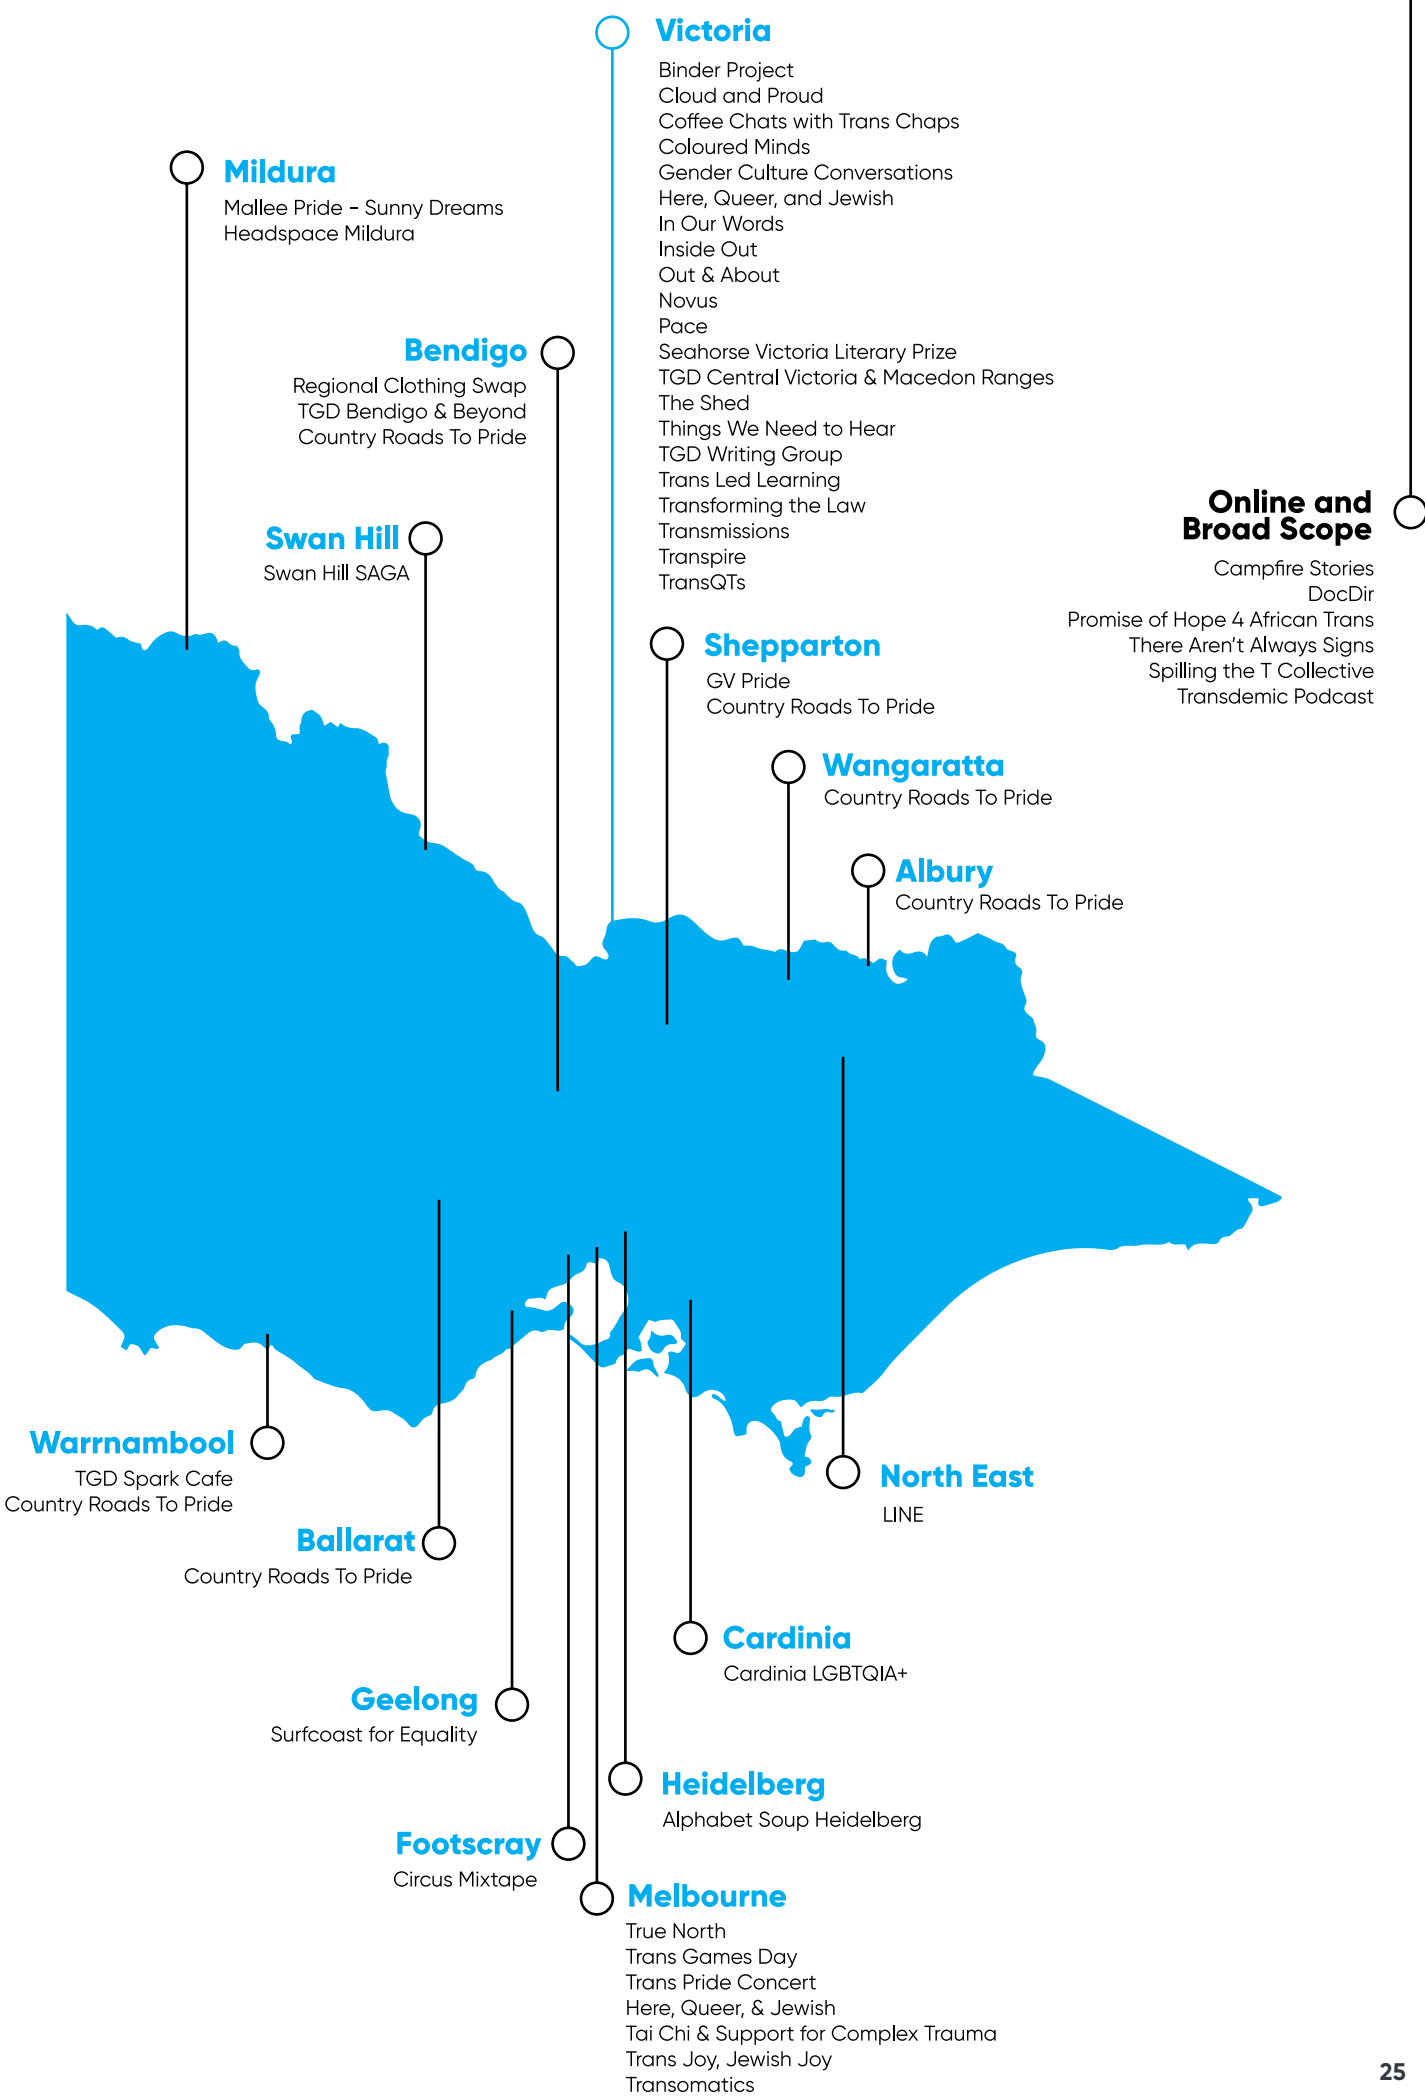 Victoria
Binder Project
Cloud and Proud
Coffee Chats with Trans Chaps
Coloured Minds
Gender Culture Conversations
Here, Queer, and Jewish
In Our Words
Inside Out
Out & About
Novus
Pace
Seahorse Victoria Literary Prize
TGD Central Victoria & Macedon Ranges
The Shed
Things We Need to Hear
TGD Writing Group
Trans Led Learning
Transforming the Law
Transmissions
Transpire
TransQTs
Mildura
Mallee Pride - Sunny Dreams
Headspace Mildura
Bendigo
Regional Clothing Swap
TGD Bendigo & Beyond
Country Roads To Pride
Swan Hill
Swan Hill SAGA
Online and
Broad Scope
Campfire Stories
DocDir
Promise of Hope 4 African Trans
There Aren't Always Signs
Spilling the T Collective
Transdemic Podcast
Shepparton
GV Pride
Country Roads To Pride
Wangaratta
Country Roads To Pride
Albury
Country Roads To Pride
Warrnambool
TGD Spark Cafe
Country Roads To Pride
North East
LINE
Ballarat
Country Roads To Pride
Cardinia
Cardinia LGBTQIA+
Geelong
Surfcoast for Equality
Heidelberg
Alphabet Soup Heidelberg
Footscray
Circus Mixtape
Melbourne
True North
Trans Games Day
Trans Pride Concert
Here, Queer, & Jewish
Tai Chi & Support for Complex Trauma
Trans Joy, Jewish Joy
Transomatics
25